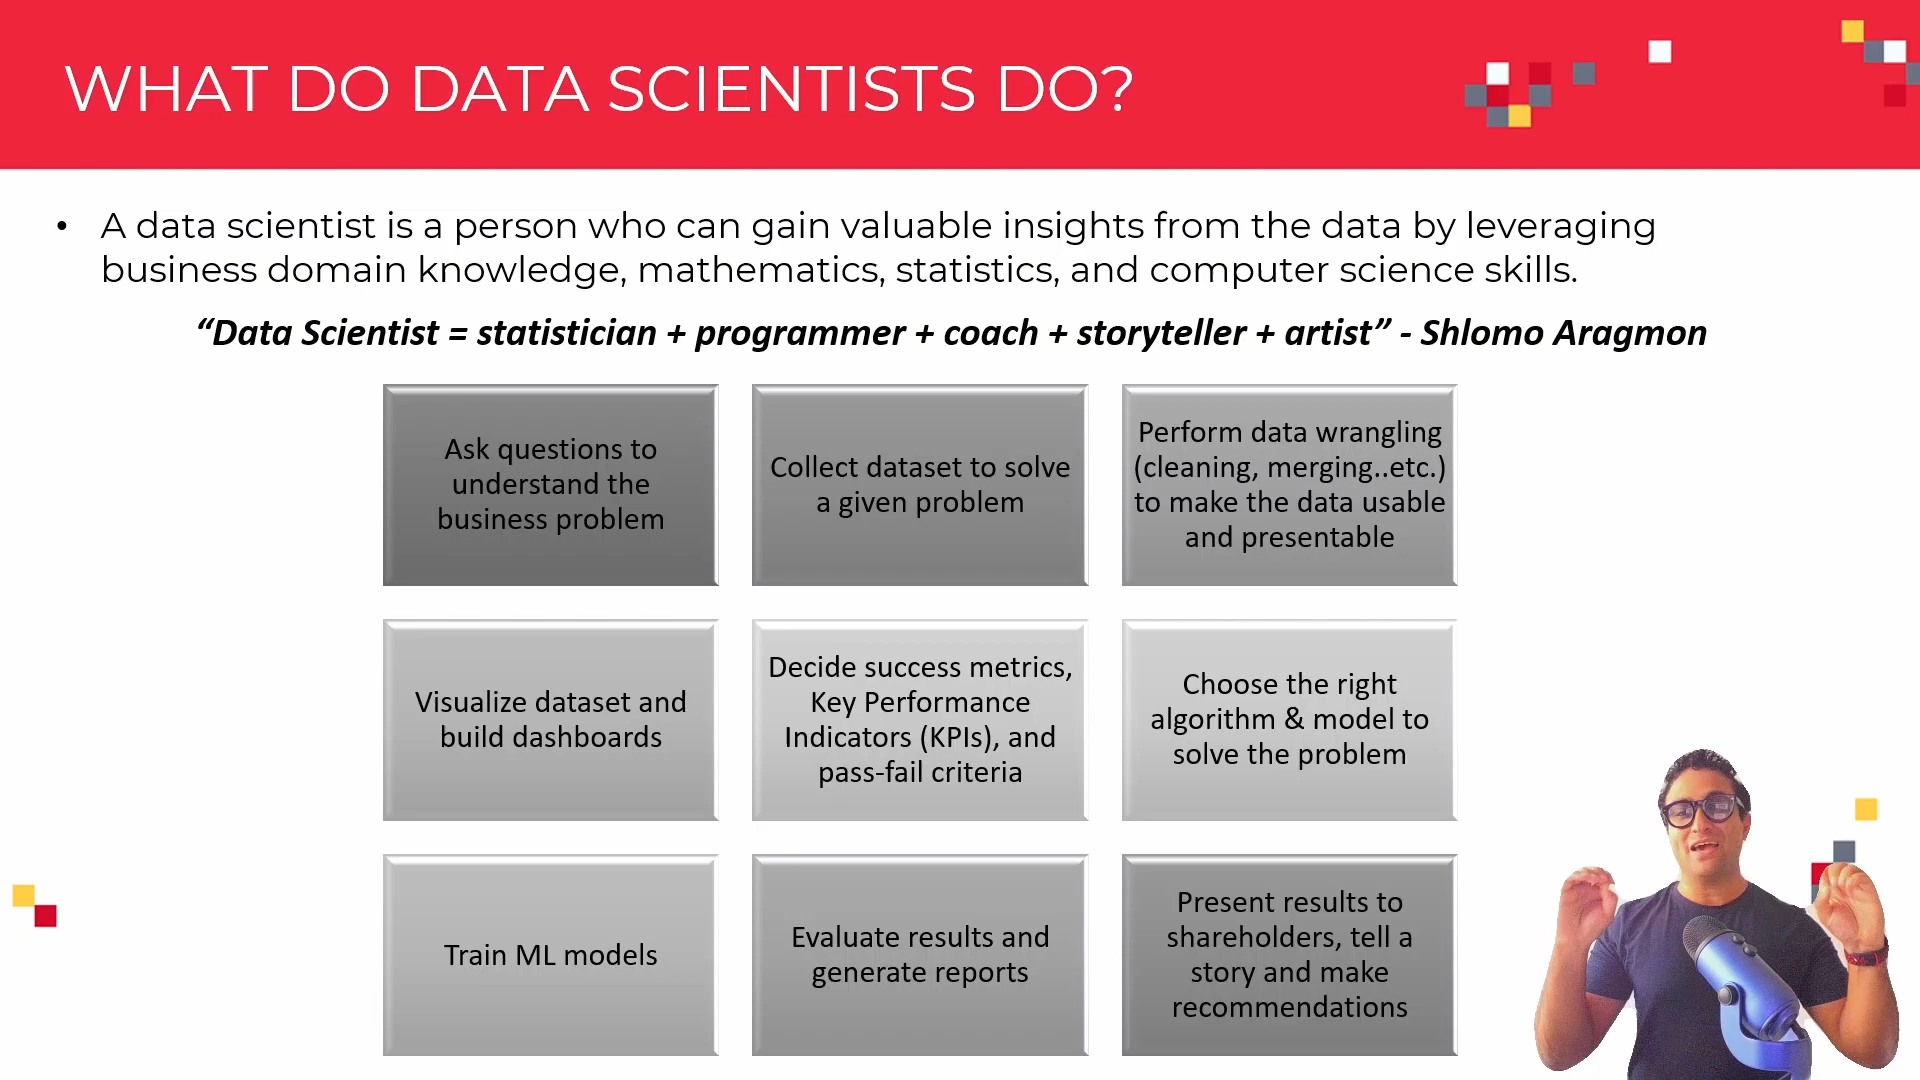 WHAT DO DATA SCIENTISTS DO?
• A data scientist is a person who can gain valuable insights from the data by leveraging
business domain knowledge, mathematics, statistics, and computer science skills.
“Data Scientist = statistician + programmer + coach + storyteller + artist” - Shlomo Aragmon
Ask questions to
understand the
business problem
Collect dataset to solve
a given problem
Perform data wrangling
(cleaning, merging..etc.)
to make the data usable
and presentable
Visualize dataset and
build dashboards
Decide success metrics,
Key Performance
Indicators (KPIs), and
pass-fail criteria
Choose the right
algorithm & model to
solve the problem
Train ML models
Evaluate results and
generate reports
Present results to
shareholders, tell a
story and make
recommendations